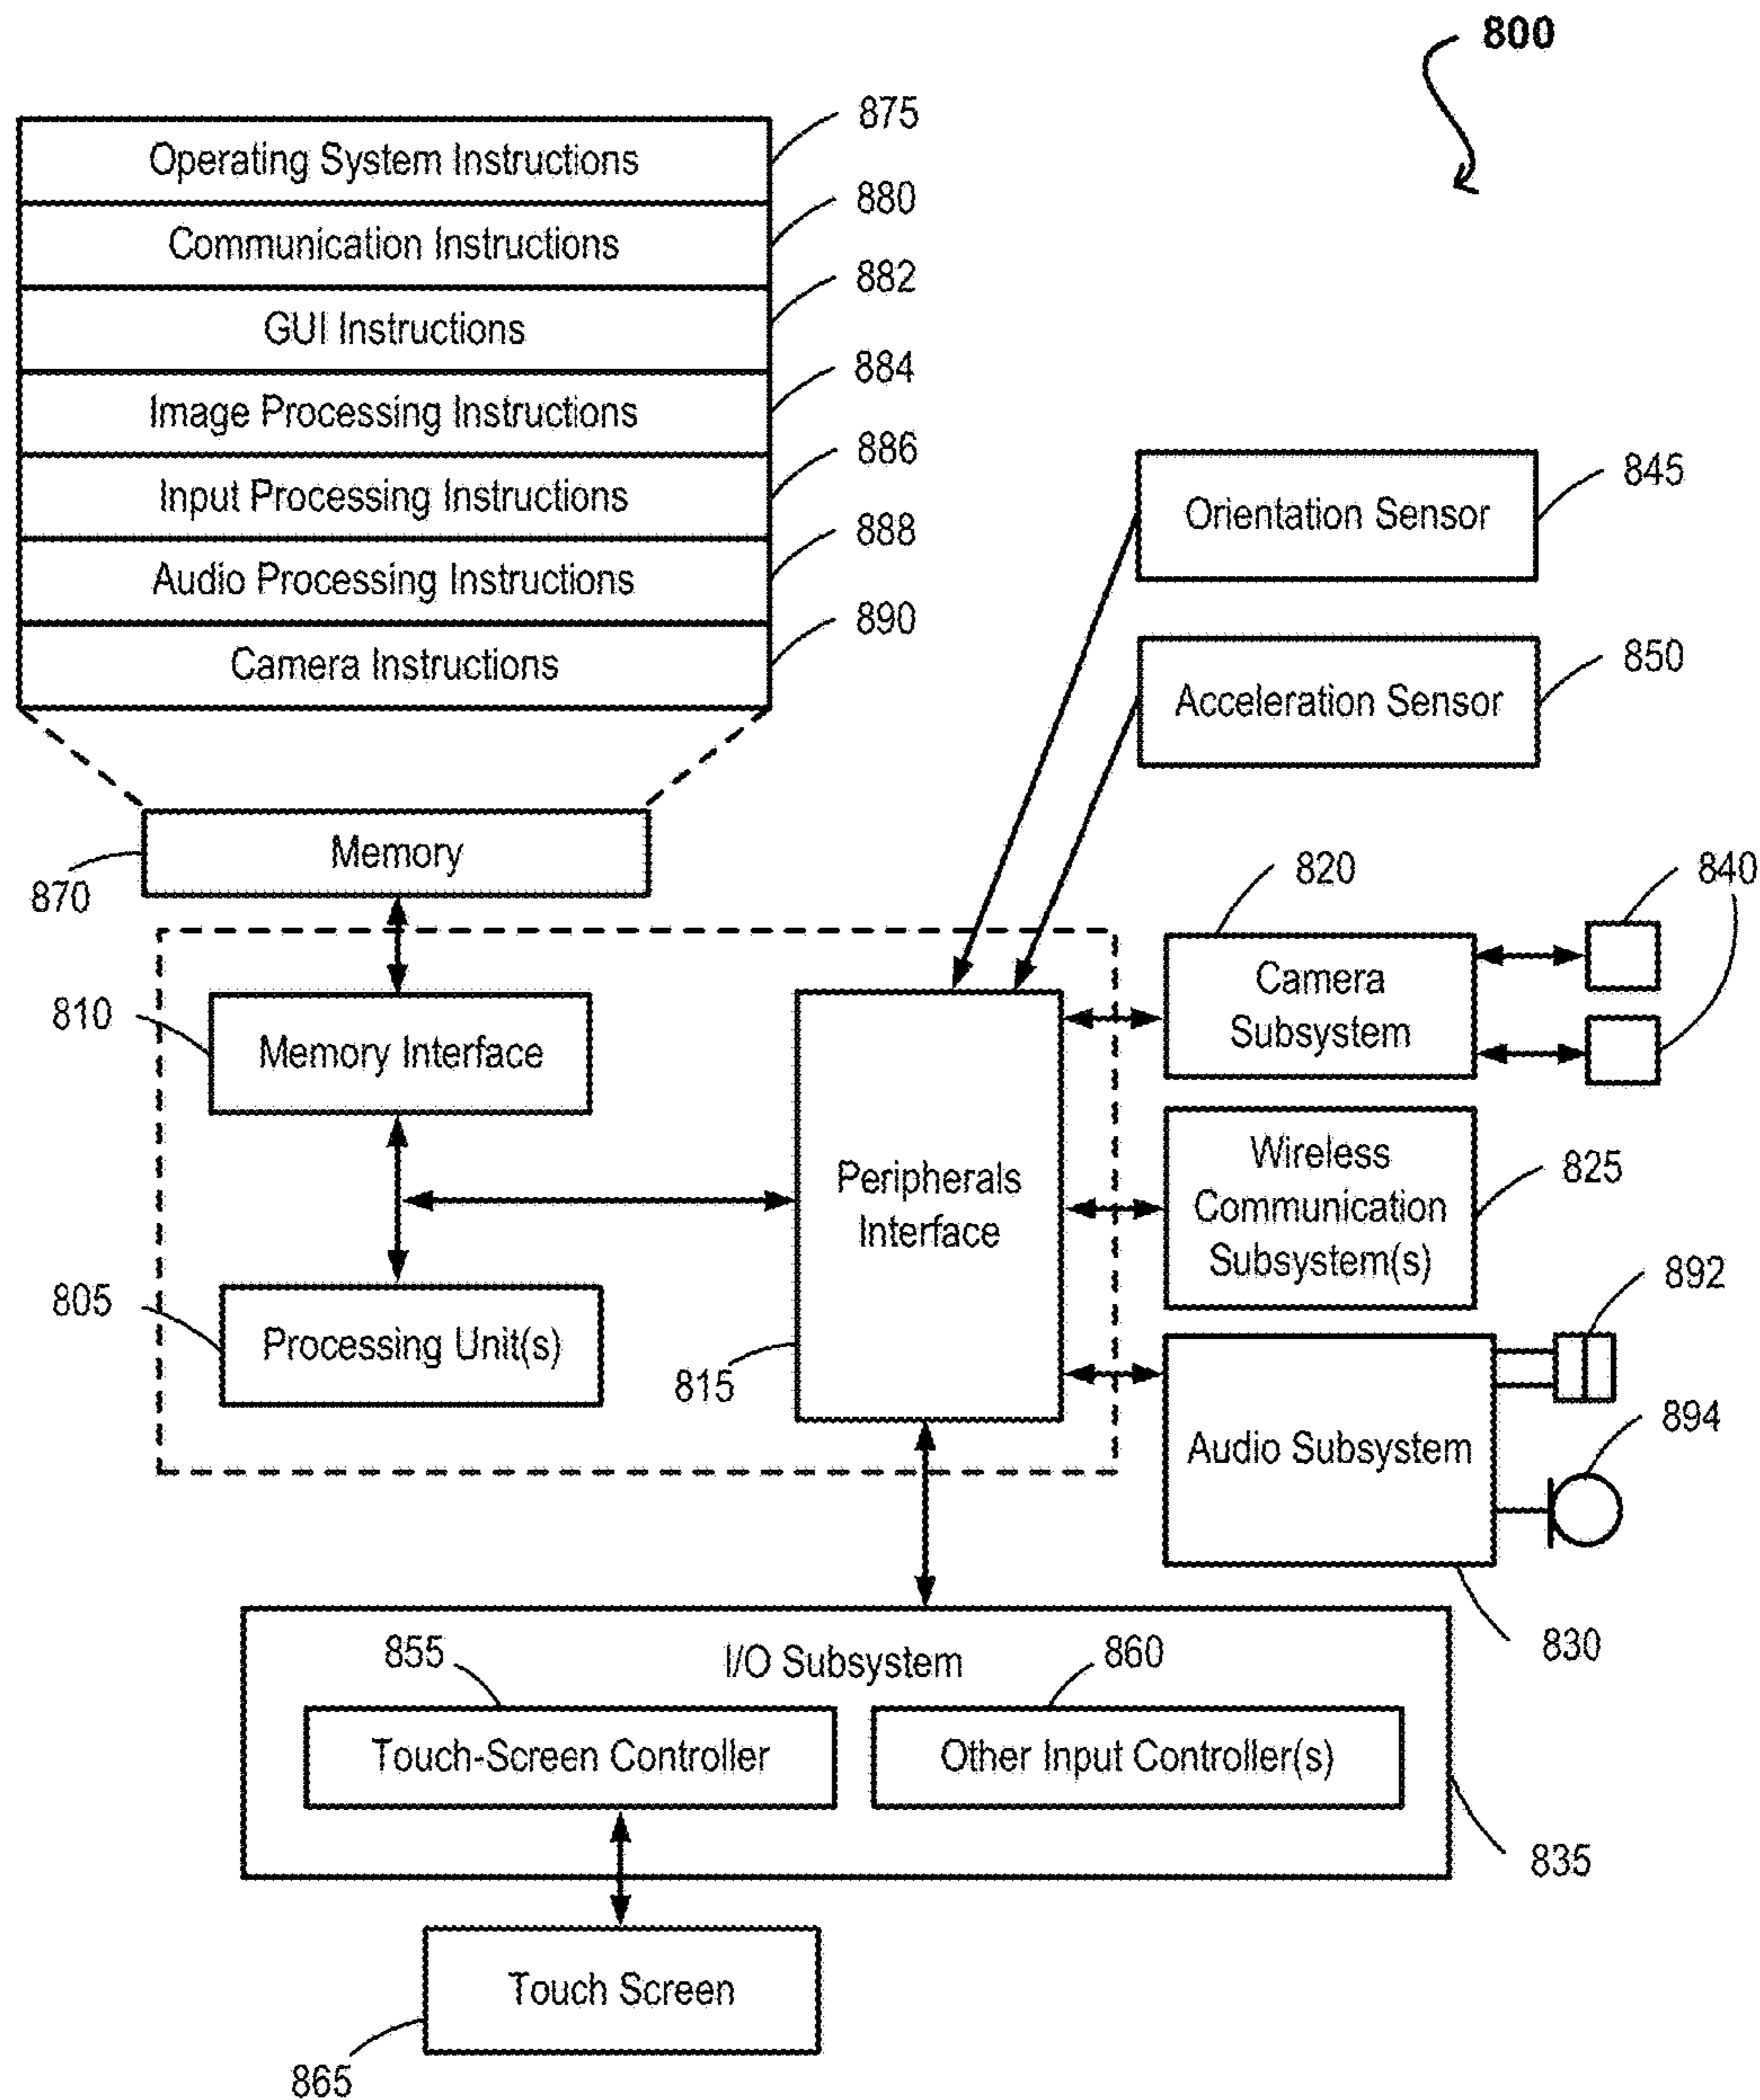 800
875
Operating System Instructions
880
Communication Instructions
882
GUI Instructions
884
Image Processing Instructions
886
Input Processing Instructions
888
Audio Processing Instructions
890
Camera Instructions
845
Orientation Sensor
850
Acceleration Sensor
Memory
870
820
840
Camera
Subsystem
810
Memory Interface
Peripherals
Interface
Wireless
Communication
Subsystem(s)
825
805
Processing Unit(s)
815
892
894
Audio Subsystem
830
855
I/O Subsystem
860
Touch-Screen Controller
Other Input Controller(s)
835
Touch Screen
865